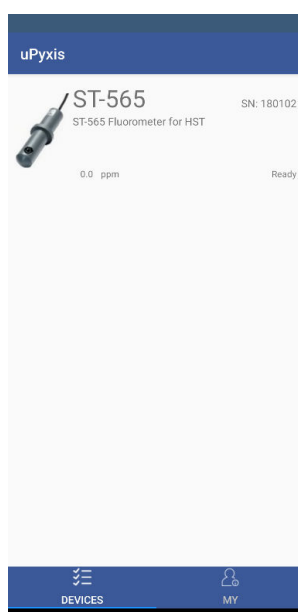 uPyxis
ST-565
SN: 180102
ST-565 Fluorometer for HST
0.0 ppm
Ready
DEVICES
MY